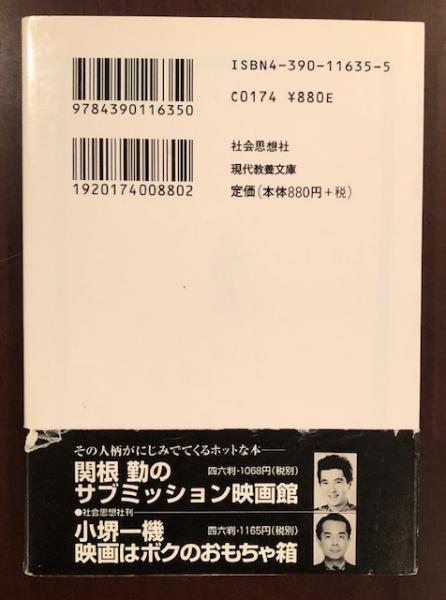 ISBN4-390-11635-5
9784390116350
C0174 ¥880E
社会思想社
現代教養文庫
1920174008802
定価(本体880円+税)
その人柄がにじみでてくるホットな本――
関根 勤の
四六判・1068円(税別)
サブミッション映画館
●社会思想社刊
小堺一機
四六判・1165円(税別)
映画はボクのおもちゃ箱